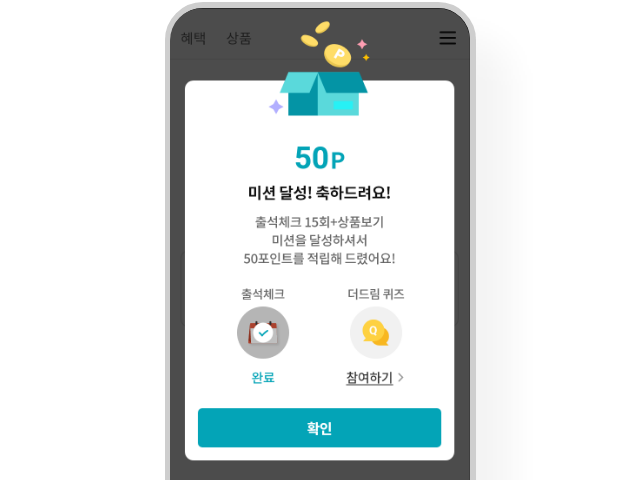 혜택 상품
P
50P
미션 달성! 축하드려요!
출석체크 15회+상품보기
미션을 달성하셔서
50포인트를 적립해 드렸어요!
출석체크 더드림 퀴즈
Q
완료 참여하기
확인